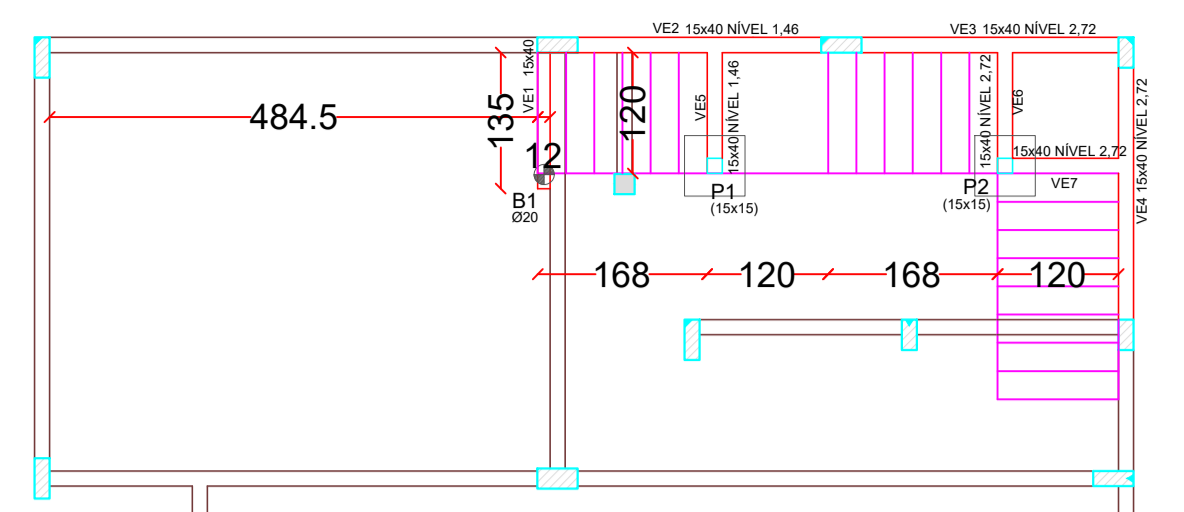 VE2 15x40 NÍVEL 1,46
VE3 15x40 NÍVEL 2,72
VE1 15x40
484.5
135
120
12
VE5
15x40 NÍVEL 1,46
15x40 NÍVEL 2,72
VE6
15x40 NÍVEL 2,72
VE7
VE4 15x40 NÍVEL 2,72
B1
Ø20
P1
(15x15)
P2
(15x15)
168
120
168
120